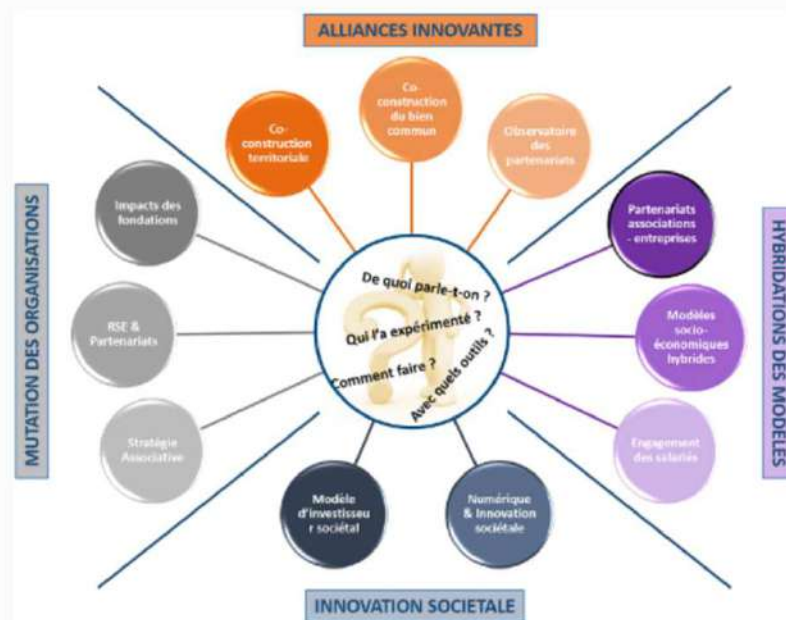 ALLIANCES INNOVANTES
Co-
construction
territoriale
Co-
construction
du bien
commun
Observatoire
des
partenariats
MUTATION DES ORGANISATIONS
Impacts des
fondations
RSE &
Partenariats
Stratégie
Associative
De quoi parle-t-on ?
Qui l'a expérimenté ?
Comment faire ?
Avec quels outils ?
Partenariats
associations
- entreprises
Modèles
socio-
économiques
hybrides
Engagement
des salariés
HYBRIDATIONS DES MODELES
Modèle
d'investisseu
r sociétal
Numérique
& Innovation
sociétale
INNOVATION SOCIETALE